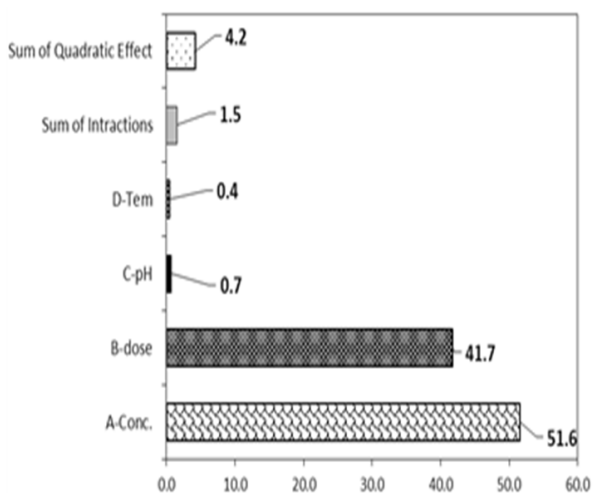 Sum of Quadratic Effect 4.2
Sum of Intractions 1.5
D-Tem 0.4
C-pH 0.7
B-dose 41.7
A-Conc. 51.6
0.0 10.0 20.0 30.0 40.0 50.0 60.0